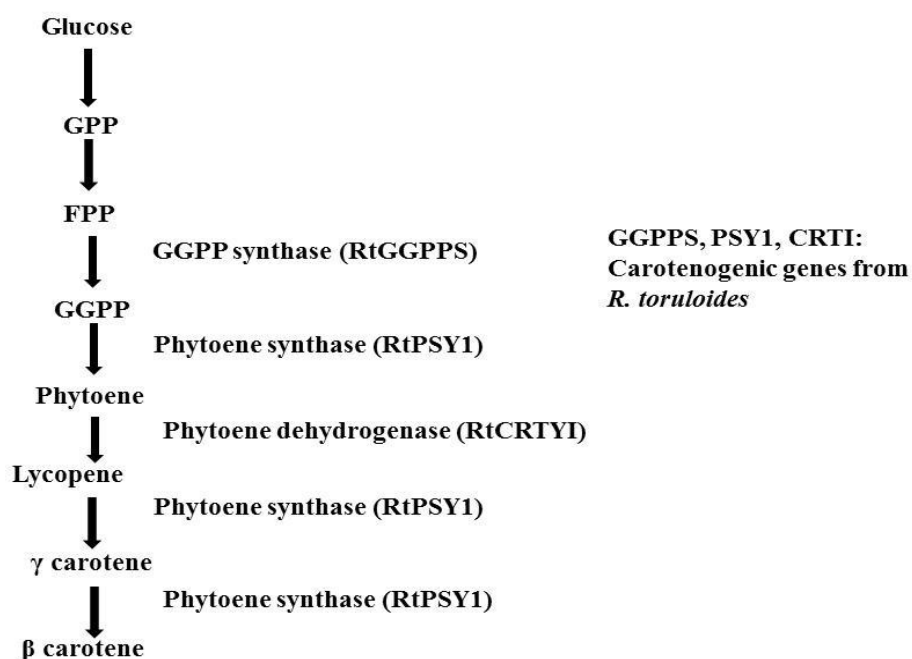 Glucose
GPP
FPP
GGPP synthase (RtGGPPS)
GGPPS, PSY1, CRTI:
Carotenogenic genes from
R. toruloides
GGPP
Phytoene synthase (RtPSY1)
Phytoene
Phytoene dehydrogenase (RtCRTYI)
Lycopene
Phytoene synthase (RtPSY1)
γ carotene
Phytoene synthase (RtPSY1)
β carotene